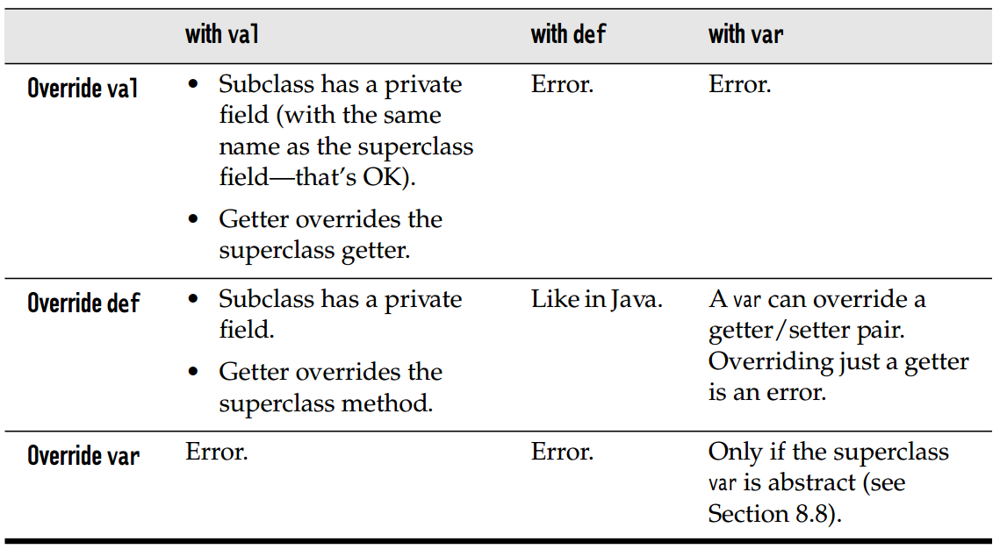 with val with def with var
Override val • Subclass has a private Error. Error.
field (with the same
name as the superclass
field—that's OK).
• Getter overrides the
superclass getter.
Override def • Subclass has a private Like in Java. A var can override a
field. getter/setter pair.
• Getter overrides the Overriding just a getter
superclass method. is an error.
Override var Error. Error. Only if the superclass
var is abstract (see
Section 8.8).